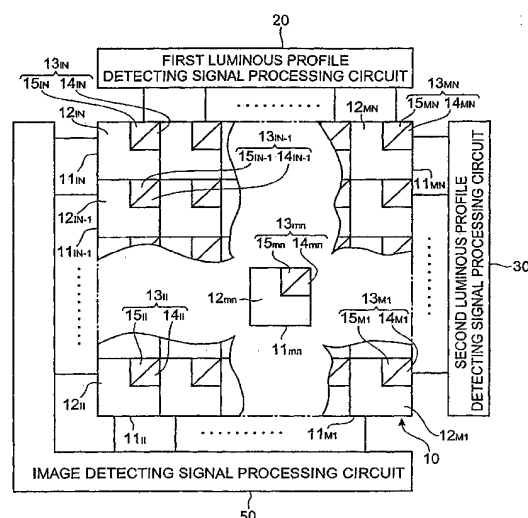 20
FIRST LUMINOUS PROFILE
DETECTING SIGNAL PROCESSING CIRCUIT
13IN
15IN 14IN
12IN
11IN
13IN-1
15IN-1 14IN-1
12IN-1
11IN-1
12MN
13MN
15MN 14MN
11MN
13mn
15mn 14mn
12mn
11mn
13II
15II 14II
12II
11II
13M1
15M1 14M1
11M1
12M1
10
SECOND LUMINOUS PROFILE
DETECTING SIGNAL PROCESSING CIRCUIT
30
IMAGE DETECTING SIGNAL PROCESSING CIRCUIT
50